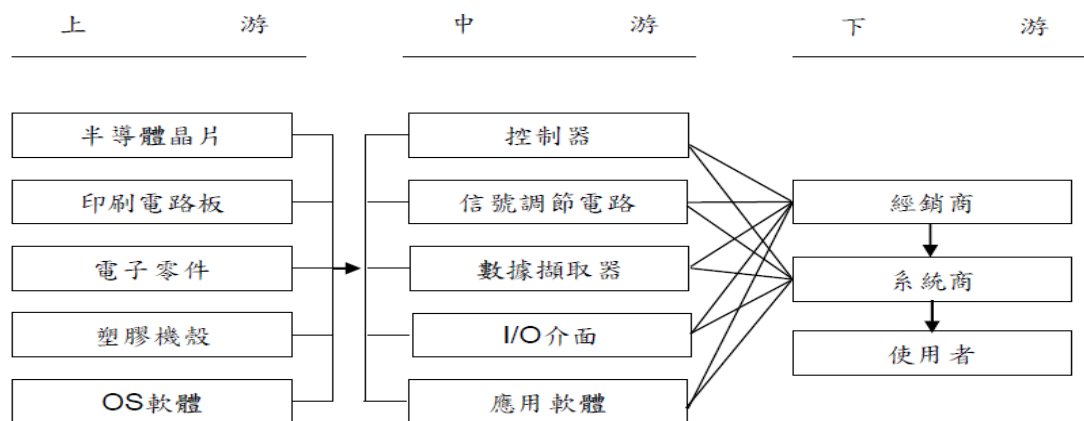 上游
中游
下游
半導體晶片
印刷電路板
電子零件
塑膠機殼
OS軟體
控制器
信號調節電路
數據擷取器
I/O介面
應用軟體
經銷商
系統商
使用者